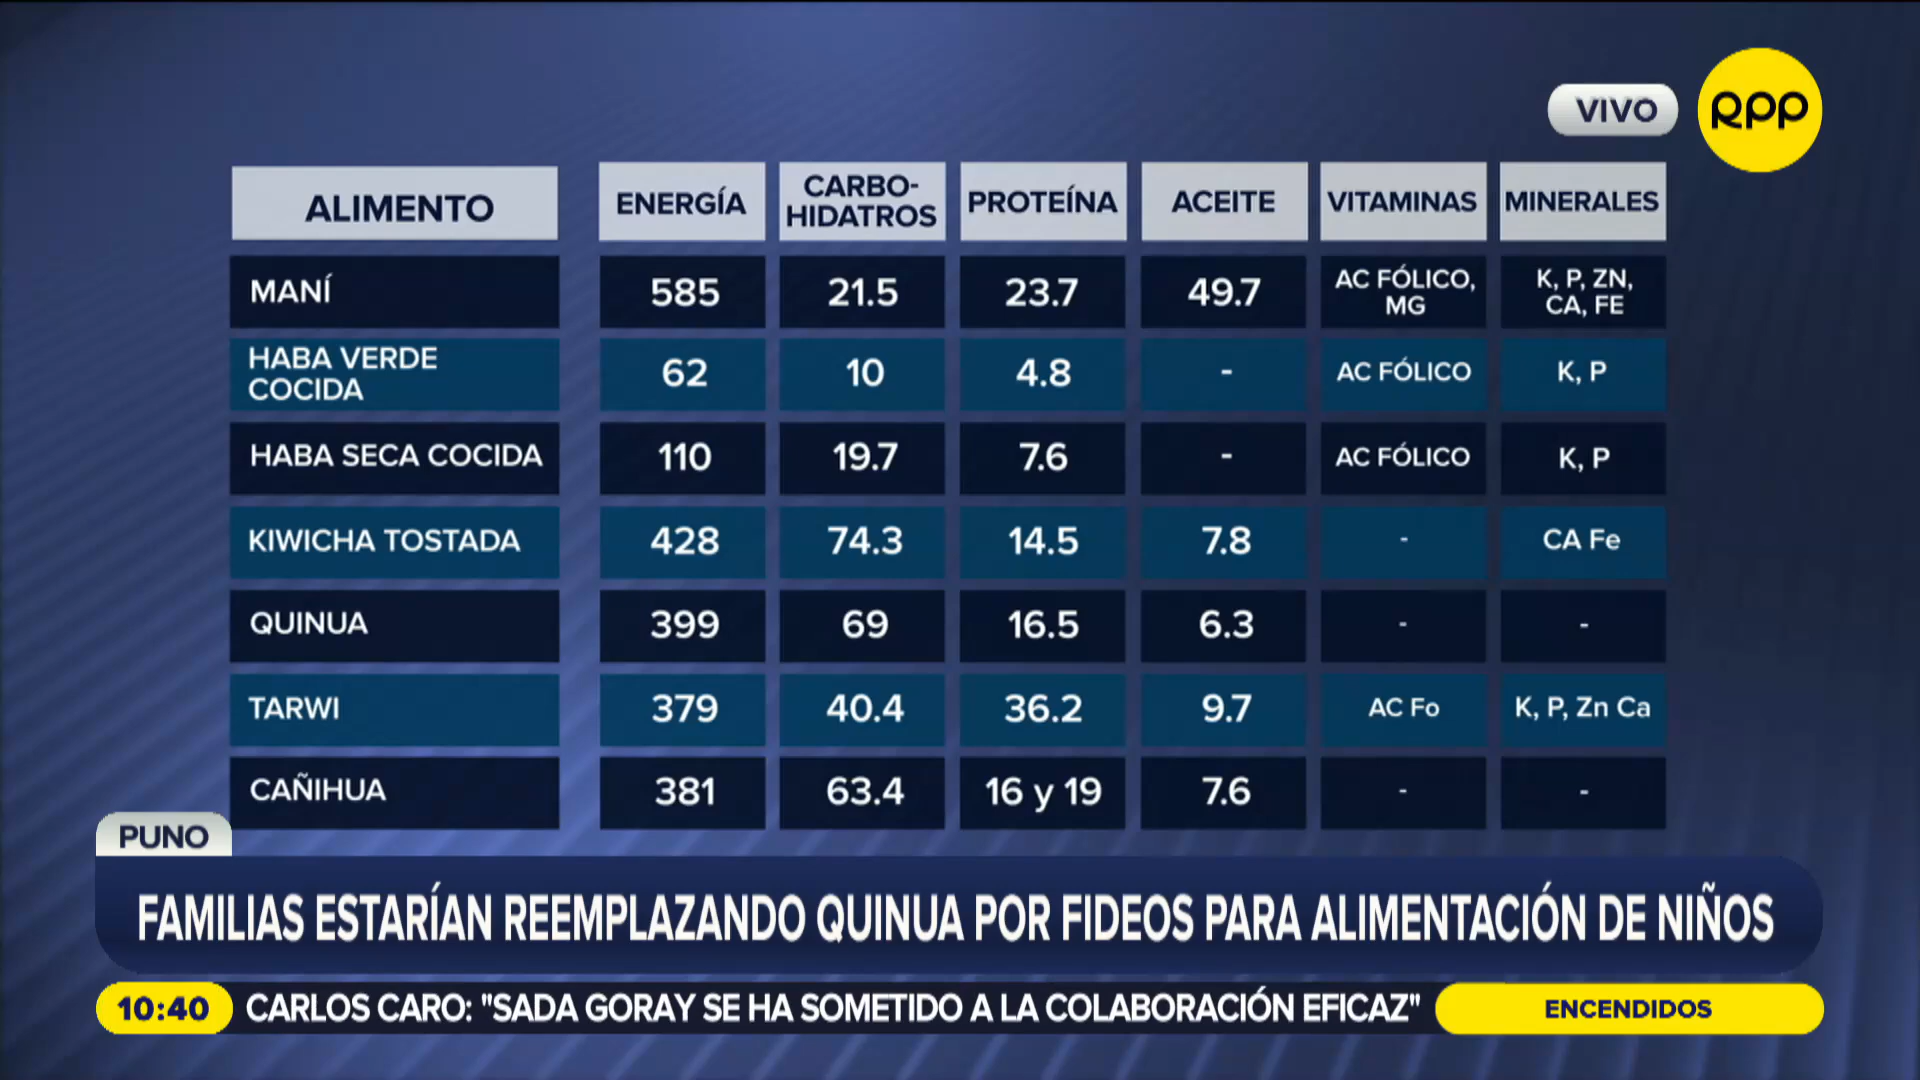 VIVO
RPP
ALIMENTO ENERGÍA CARBO-HIDATROS PROTEÍNA ACEITE VITAMINAS MINERALES
MANÍ 585 21.5 23.7 49.7 AC FÓLICO, MG K, P, ZN, CA, FE
HABA VERDE COCIDA 62 10 4.8 - AC FÓLICO K, P
HABA SECA COCIDA 110 19.7 7.6 - AC FÓLICO K, P
KIWICHA TOSTADA 428 74.3 14.5 7.8 - CA Fe
QUINUA 399 69 16.5 6.3 - -
TARWI 379 40.4 36.2 9.7 AC Fo K, P, Zn Ca
CAÑIHUA 381 63.4 16 y 19 7.6 - -
PUNO
FAMILIAS ESTARÍAN REEMPLAZANDO QUINUA POR FIDEOS PARA ALIMENTACIÓN DE NIÑOS
10:40 CARLOS CARO: "SADA GORAY SE HA SOMETIDO A LA COLABORACIÓN EFICAZ" ENCENDIDOS